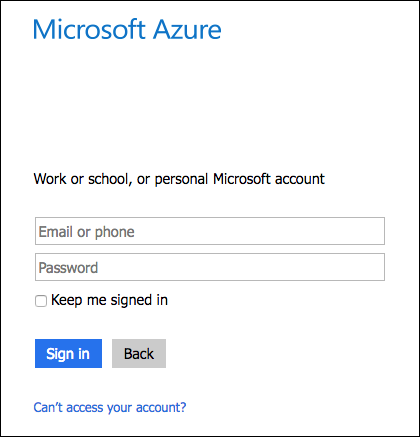 Microsoft Azure
Work or school, or personal Microsoft account
Email or phone
Password
Keep me signed in
Sign in
Back
Can't access your account?